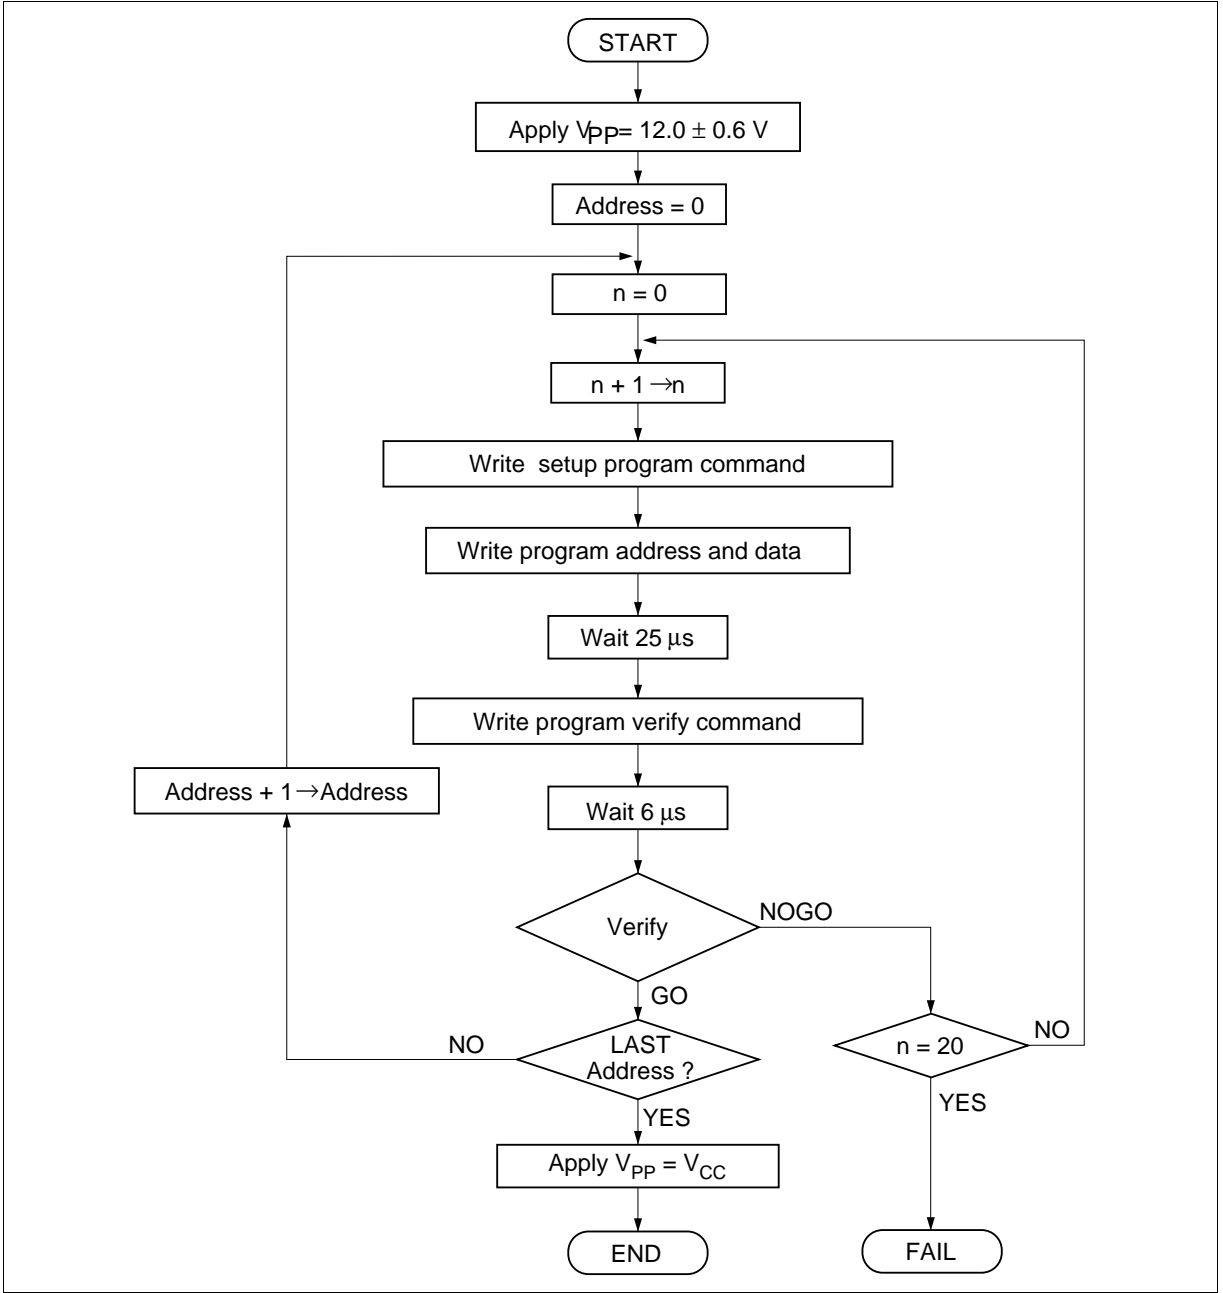 START
Apply VPP= 12.0 ± 0.6 V
Address = 0
n = 0
n + 1 →n
Write setup program command
Write program address and data
Wait 25 μs
Write program verify command
Address + 1→Address
Wait 6 μs
Verify
NOGO
GO
NO
LAST
Address ?
n = 20
NO
YES
YES
Apply VPP = VCC
END
FAIL